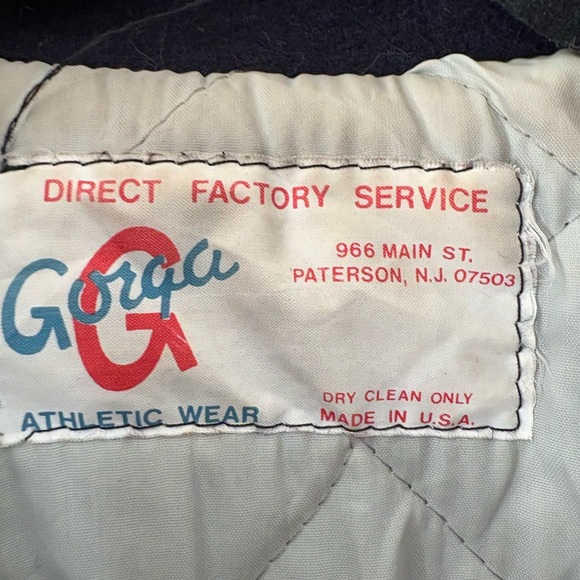 DIRECT FACTORY SERVICE
Gorga
G
966 MAIN ST.
PATERSON, N.J. 07503
ATHLETIC WEAR
DRY CLEAN ONLY
MADE IN U.S.A.